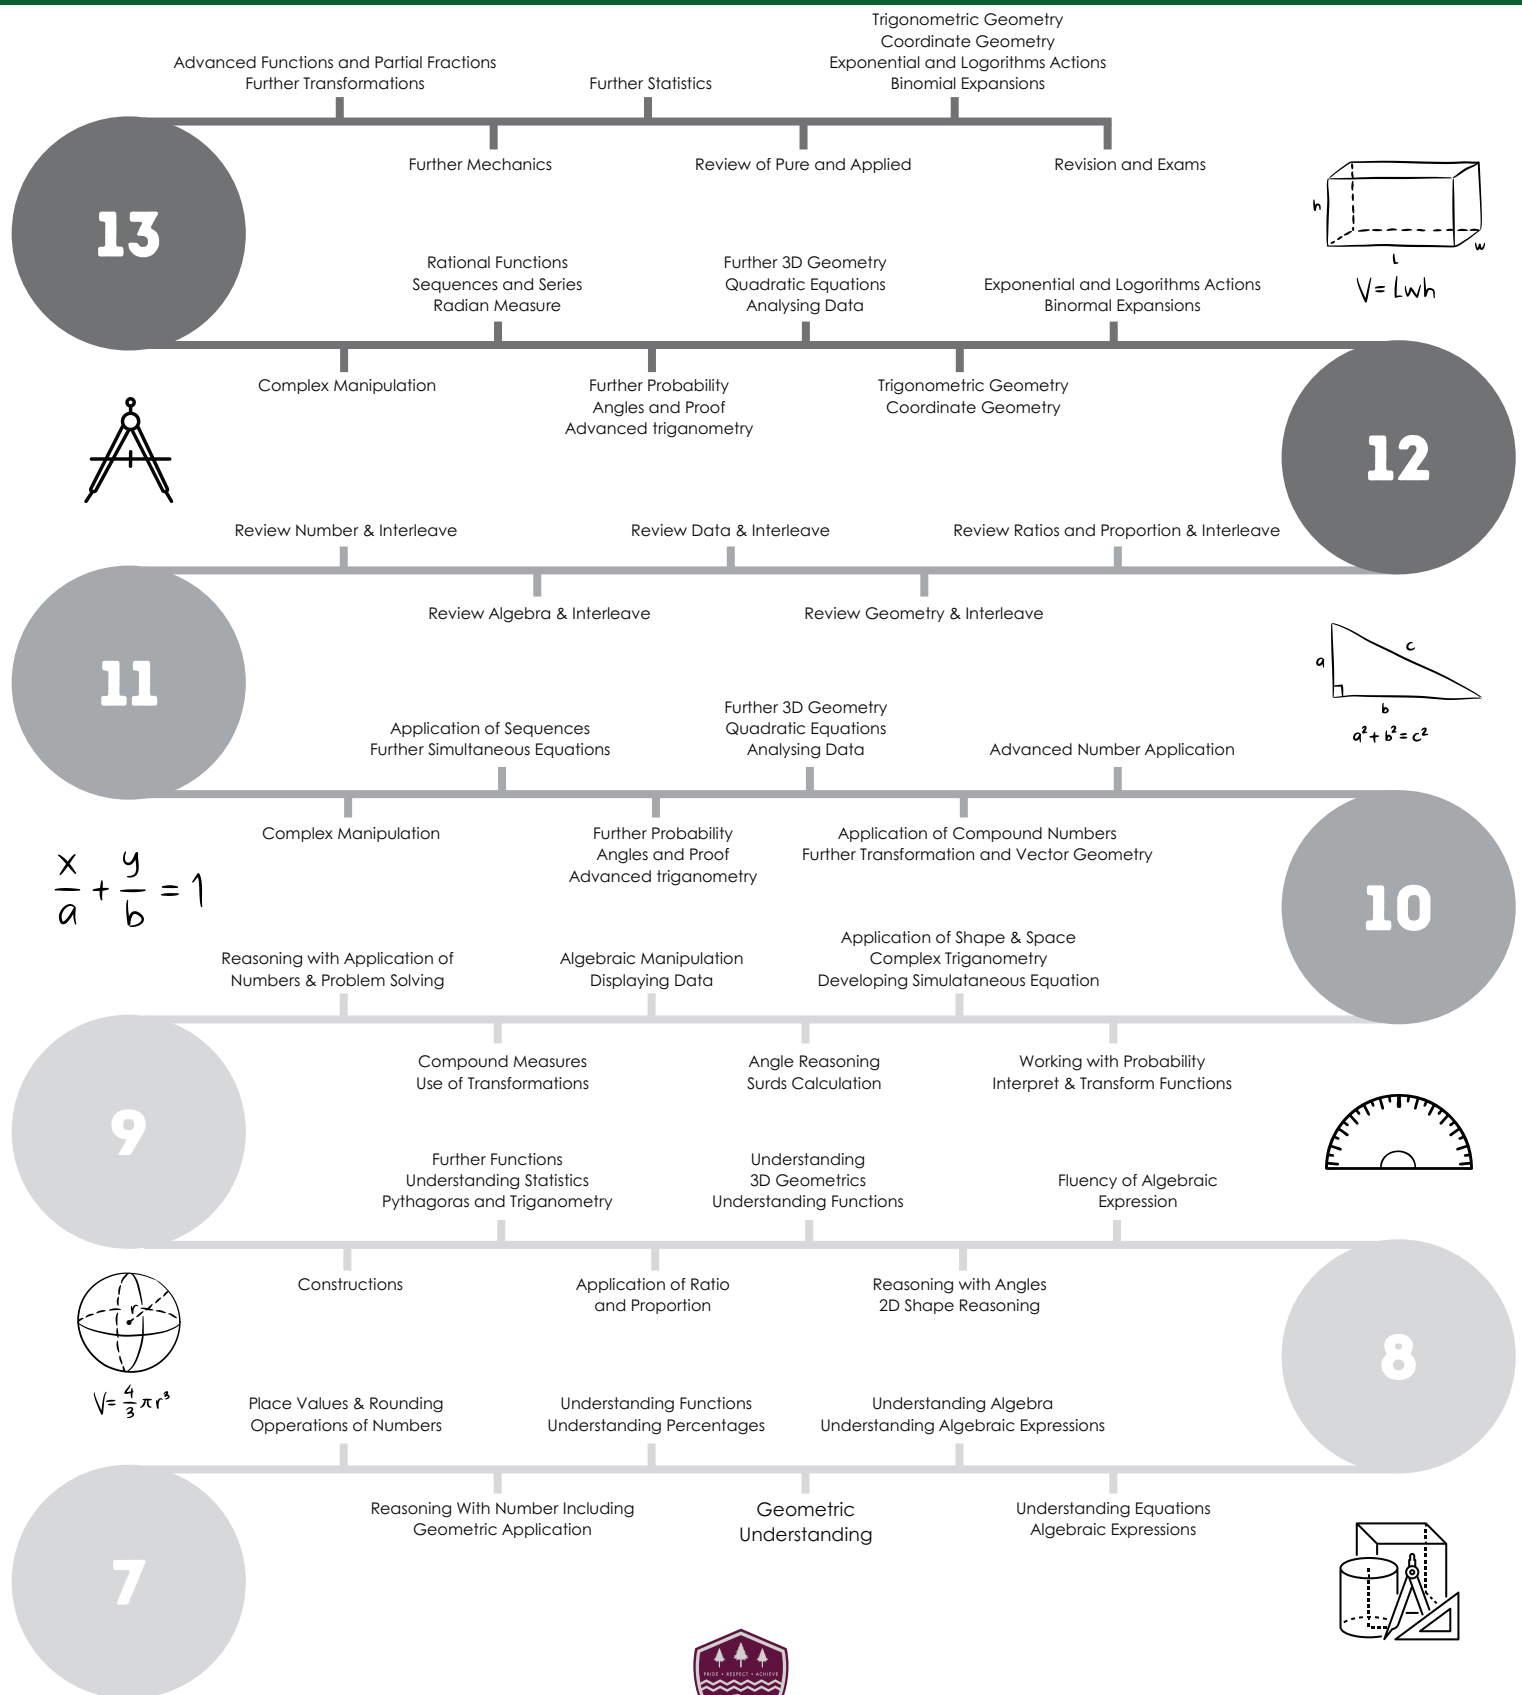 Trigonometric Geometry
Coordinate Geometry
Exponential and Logorithms Actions
Binomial Expansions
Advanced Functions and Partial Fractions
Further Transformations
Further Statistics
Further Mechanics
Review of Pure and Applied
Revision and Exams
13
h
w
L
V= Lwh
Rational Functions
Sequences and Series
Radian Measure
Further 3D Geometry
Quadratic Equations
Analysing Data
Exponential and Logorithms Actions
Binormal Expansions
Complex Manipulation
Further Probability
Angles and Proof
Advanced triganometry
Trigonometric Geometry
Coordinate Geometry
12
Review Number & Interleave
Review Data & Interleave
Review Ratios and Proportion & Interleave
Review Algebra & Interleave
Review Geometry & Interleave
11
a
c
b
a² + b² = c²
Application of Sequences
Further Simultaneous Equations
Further 3D Geometry
Quadratic Equations
Analysing Data
Advanced Number Application
Complex Manipulation
Further Probability
Angles and Proof
Advanced triganometry
Application of Compound Numbers
Further Transformation and Vector Geometry
x/a + y/b = 1
10
Reasoning with Application of
Numbers & Problem Solving
Algebraic Manipulation
Displaying Data
Application of Shape & Space
Complex Triganometry
Developing Simulataneous Equation
Compound Measures
Use of Transformations
Angle Reasoning
Surds Calculation
Working with Probability
Interpret & Transform Functions
9
Further Functions
Understanding Statistics
Pythagoras and Triganometry
Understanding
3D Geometrics
Understanding Functions
Fluency of Algebraic
Expression
Constructions
Application of Ratio
and Proportion
Reasoning with Angles
2D Shape Reasoning
r
V= 4/3 π r³
8
Place Values & Rounding
Opperations of Numbers
Understanding Functions
Understanding Percentages
Understanding Algebra
Understanding Algebraic Expressions
Reasoning With Number Including
Geometric Application
Geometric
Understanding
Understanding Equations
Algebraic Expressions
7
PRIDE • RESPECT • ACHIEVE